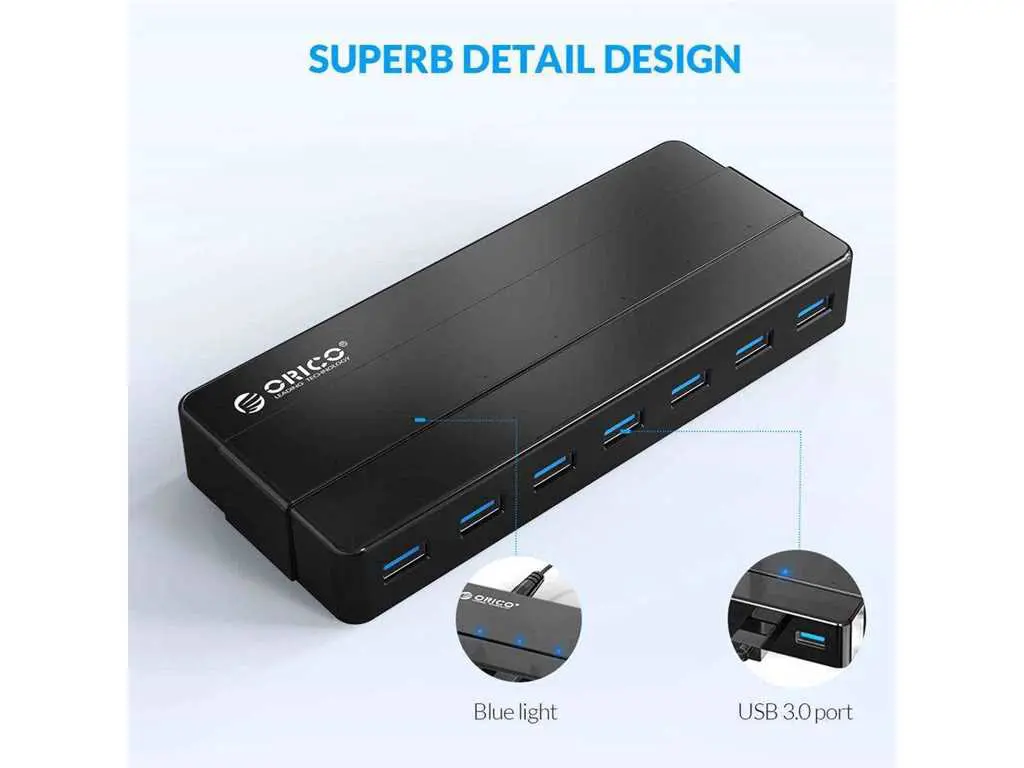 SUPERB DETAIL DESIGN
ORICO®
LEADING TECHNOLOGY
ORICO®
Blue light
USB 3.0 port